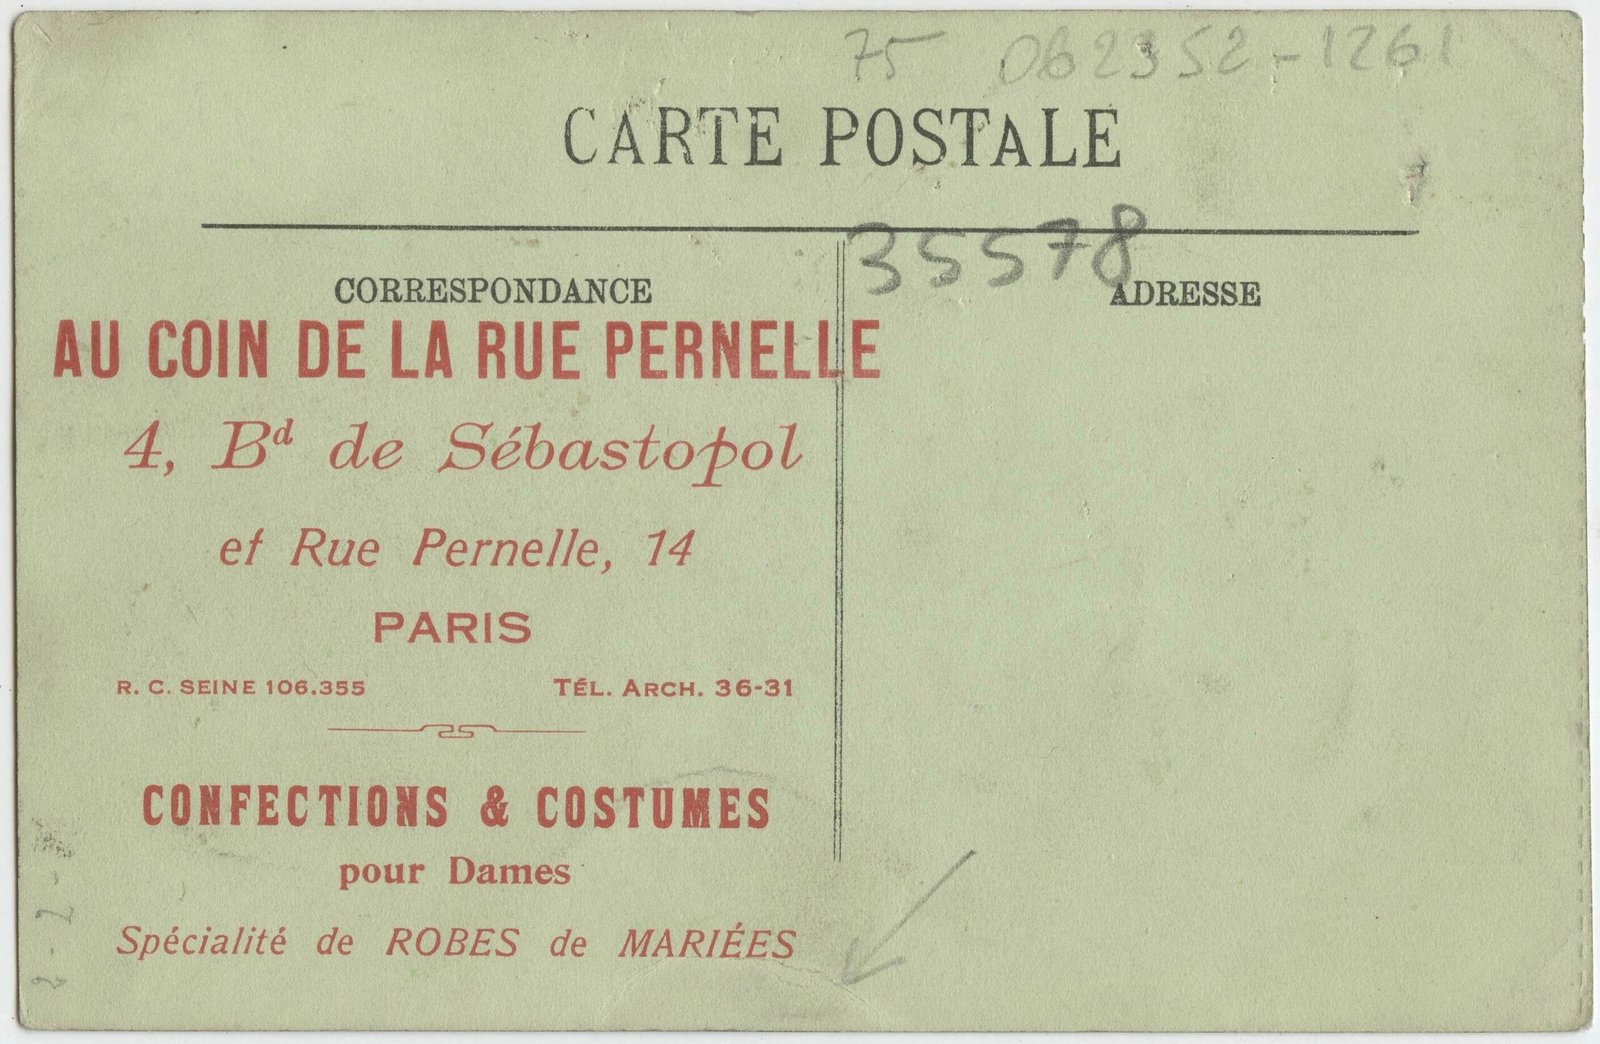 75 062352-1261
CARTE POSTALE
35578
CORRESPONDANCE
ADRESSE
AU COIN DE LA RUE PERNELLE
4, Bd de Sébastopol
et Rue Pernelle, 14
PARIS
R. C. SEINE 106.355
TÉL. ARCH. 36-31
CONFECTIONS & COSTUMES
pour Dames
Spécialité de ROBES de MARIÉES